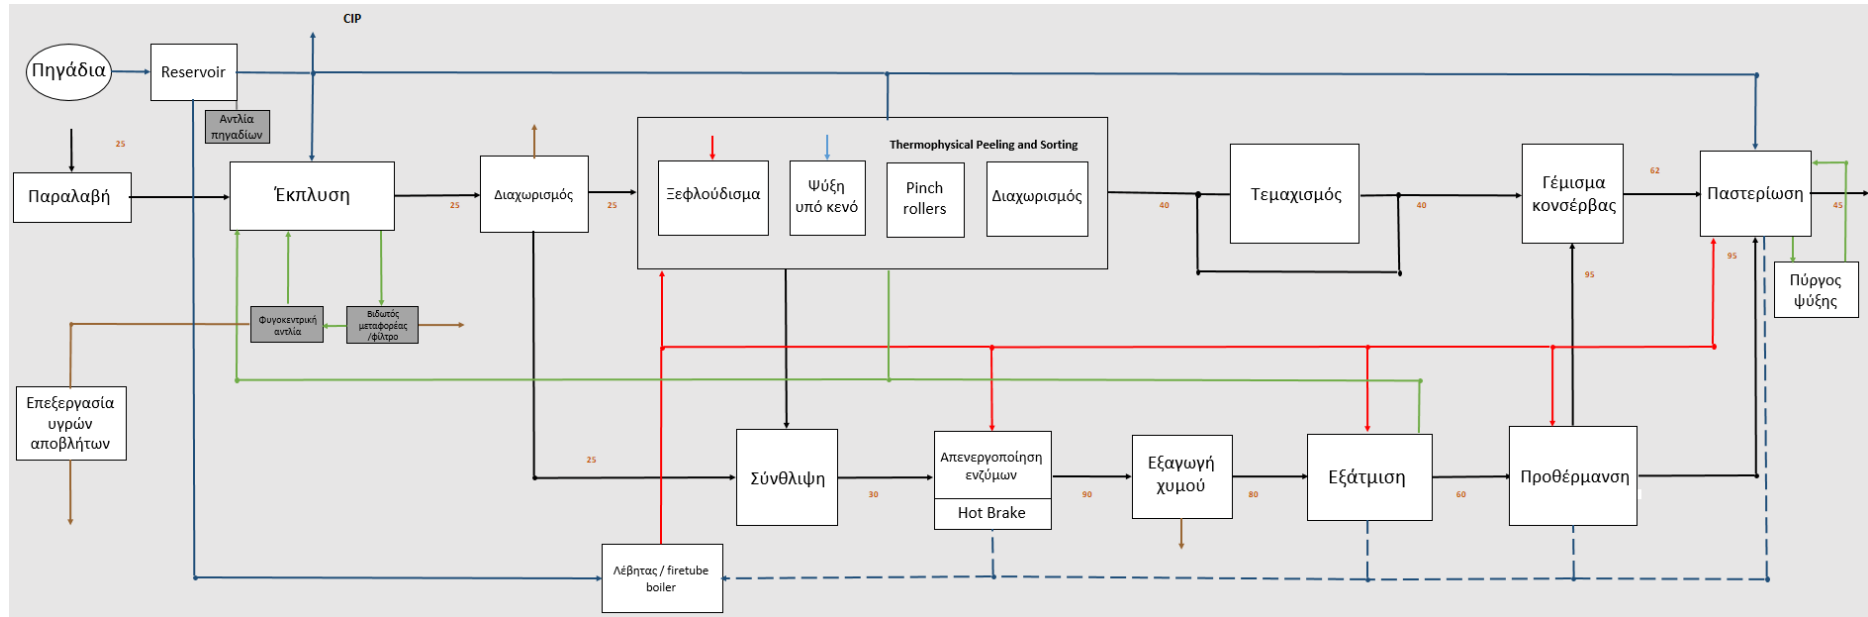 CIP
Πηγάδια
Reservoir
Αντλία
πηγαδίων
25
Παραλαβή
Έκπλυση
25
Διαχωρισμός
25
Thermophysical Peeling and Sorting
Ξεφλούδισμα
Ψύξη
υπό κενό
Pinch
rollers
Διαχωρισμός
40
Τεμαχισμός
40
Γέμισμα
κονσέρβας
62
Παστερίωση
45
95
95
Πύργος
ψύξης
Φυγοκεντρική
αντλία
Βιδωτός
μεταφορέας
/φίλτρο
Επεξεργασία
υγρών
αποβλήτων
25
Σύνθλιψη
30
Απενεργοποίηση
ενζύμων
Hot Brake
90
Εξαγωγή
χυμού
80
Εξάτμιση
60
Προθέρμανση
Λέβητας / firetube
boiler